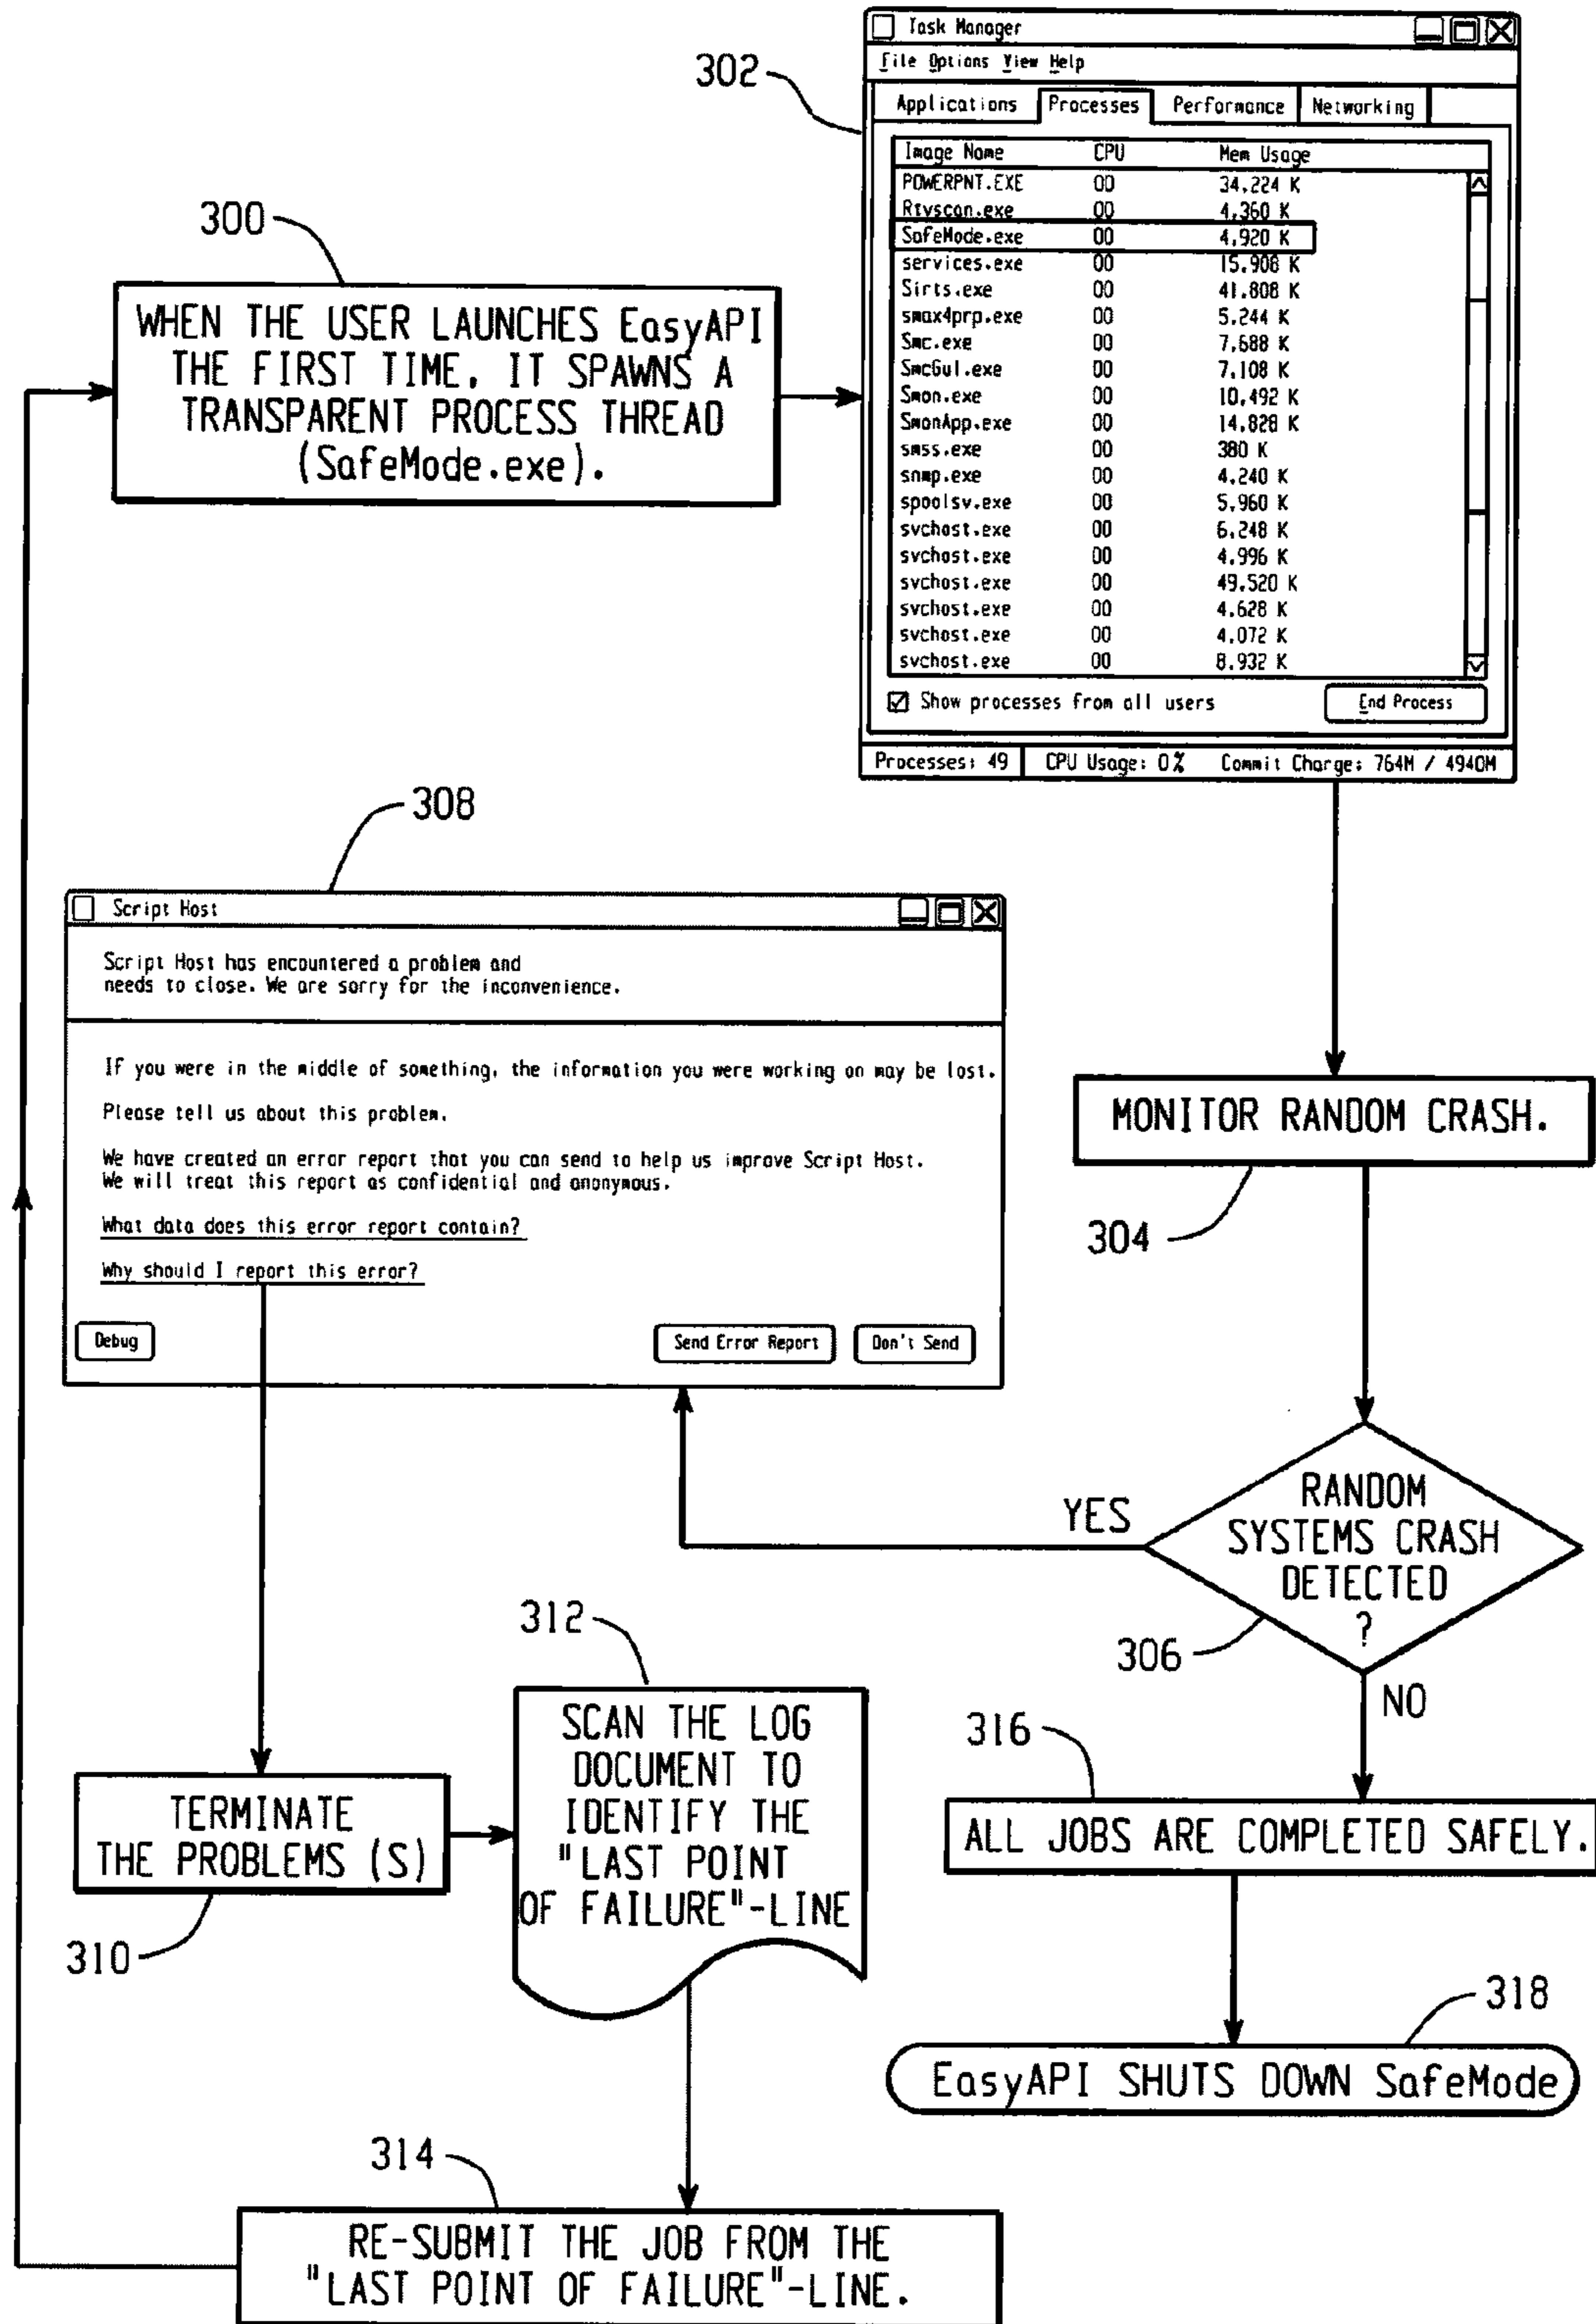 300
WHEN THE USER LAUNCHES EasyAPI
THE FIRST TIME, IT SPAWNS A
TRANSPARENT PROCESS THREAD
(SafeMode.exe).
302
Task Manager
File Options View Help
Applications Processes Performance Networking
Image Name CPU Mem Usage
POWERPNT.EXE 00 34,224 K
Rtvscan.exe 00 4,360 K
SafeMode.exe 00 4,920 K
services.exe 00 15,908 K
Sirts.exe 00 41,808 K
smax4prp.exe 00 5,244 K
Smc.exe 00 7,688 K
SmcGul.exe 00 7,108 K
Smon.exe 00 10,492 K
SmonApp.exe 00 14,828 K
smss.exe 00 380 K
snmp.exe 00 4,240 K
spoolsv.exe 00 5,960 K
svchost.exe 00 6,248 K
svchost.exe 00 4,996 K
svchost.exe 00 49,520 K
svchost.exe 00 4,628 K
svchost.exe 00 4,072 K
svchost.exe 00 8,932 K
Show processes from all users End Process
Processes: 49 CPU Usage: 0% Commit Charge: 764M / 4940M
304
MONITOR RANDOM CRASH.
306
RANDOM
SYSTEMS CRASH
DETECTED
?
YES
NO
308
Script Host
Script Host has encountered a problem and
needs to close. We are sorry for the inconvenience.
If you were in the middle of something, the information you were working on may be lost.
Please tell us about this problem.
We have created an error report that you can send to help us improve Script Host.
We will treat this report as confidential and anonymous.
What data does this error report contain?
Why should I report this error?
Debug Send Error Report Don't Send
310
TERMINATE
THE PROBLEMS (S)
312
SCAN THE LOG
DOCUMENT TO
IDENTIFY THE
"LAST POINT
OF FAILURE"-LINE
314
RE-SUBMIT THE JOB FROM THE
"LAST POINT OF FAILURE"-LINE.
316
ALL JOBS ARE COMPLETED SAFELY.
318
EasyAPI SHUTS DOWN SafeMode